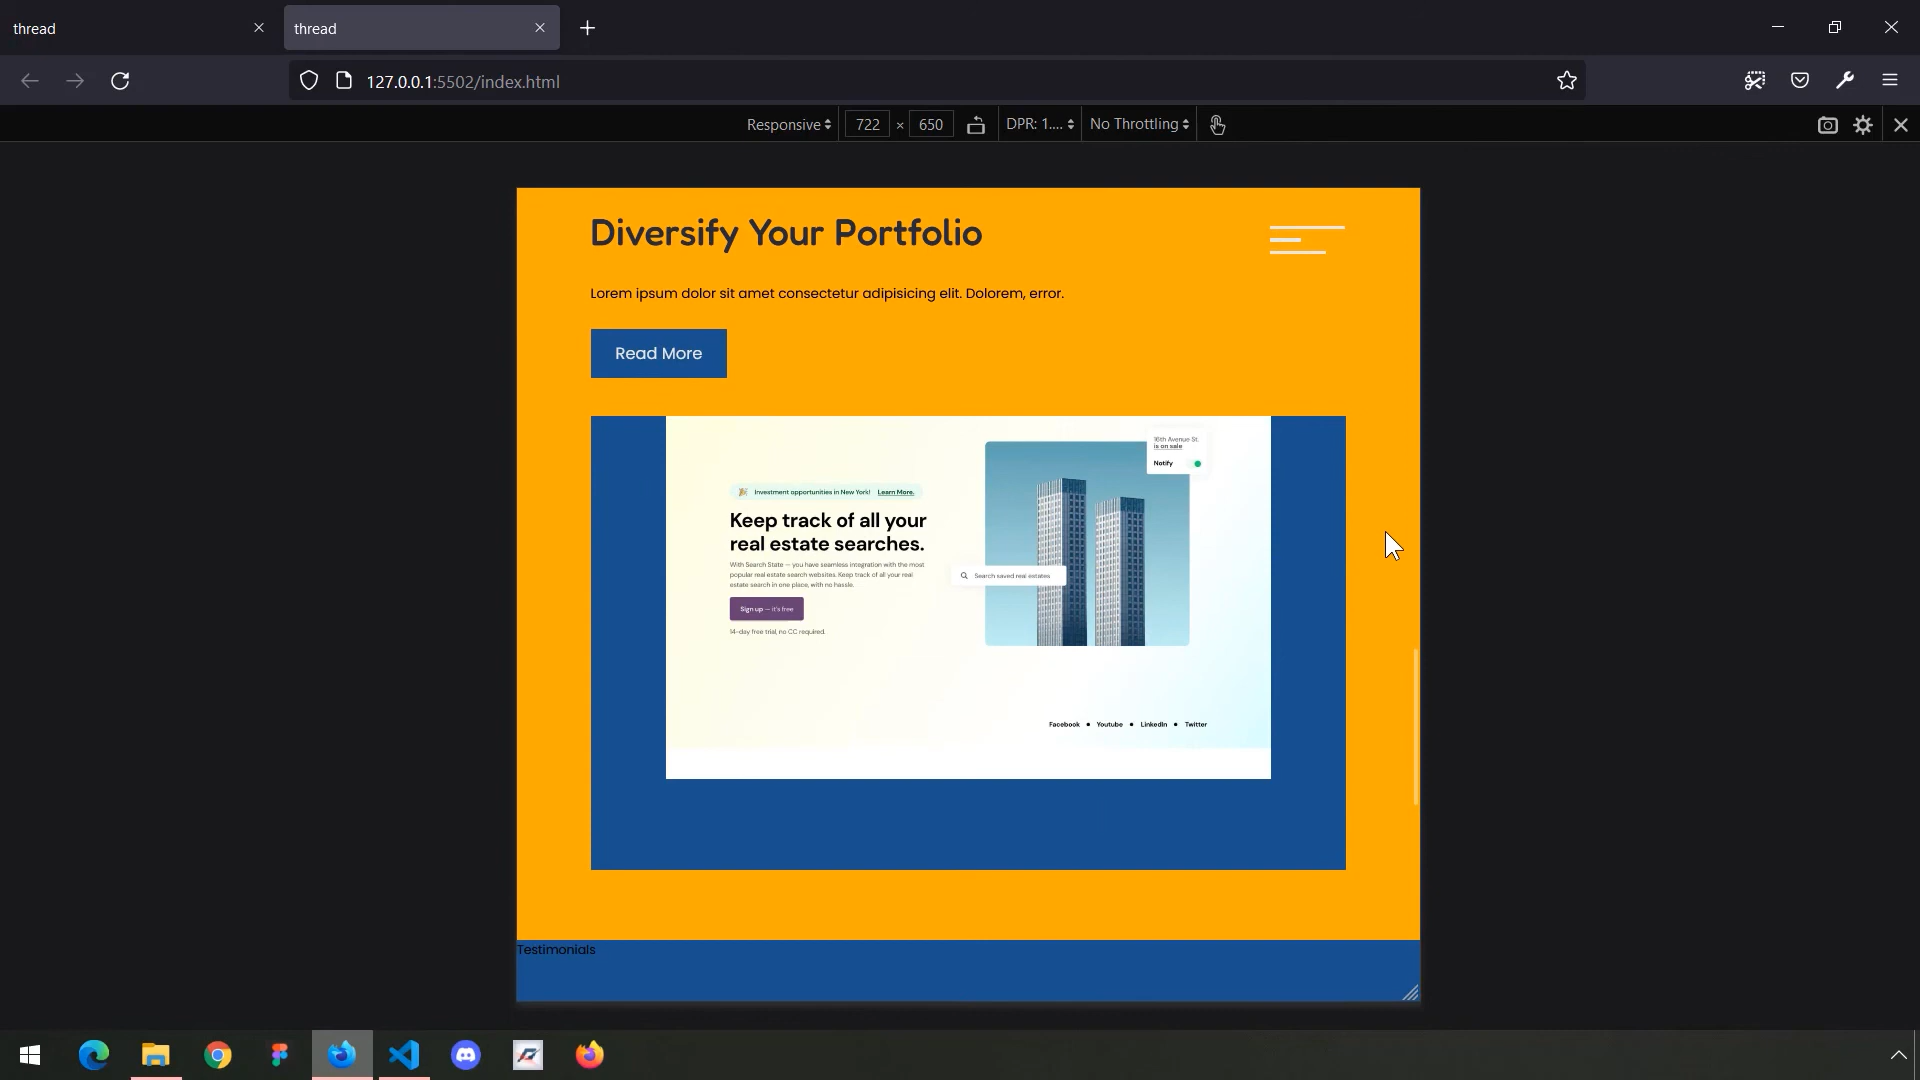 thread
thread
127.0.0.1:5502/index.html
Responsive
722 × 650
DPR: 1....
No Throttling
Diversify Your Portfolio
Lorem ipsum dolor sit amet consectetur adipisicing elit. Dolorem, error.
Read More
16th Avenue St.
is on sale
Notify
Investment opportunities in New York! Learn More.
Keep track of all your
real estate searches.
With Search State — you have seamless integration with the most
popular real estate search websites. Keep track of all your real
estate search in one place, with no hassle.
Search saved real estates
Sign up — it's free
14-day free trial, no CC required.
Facebook • Youtube • LinkedIn • Twitter
Testimonials